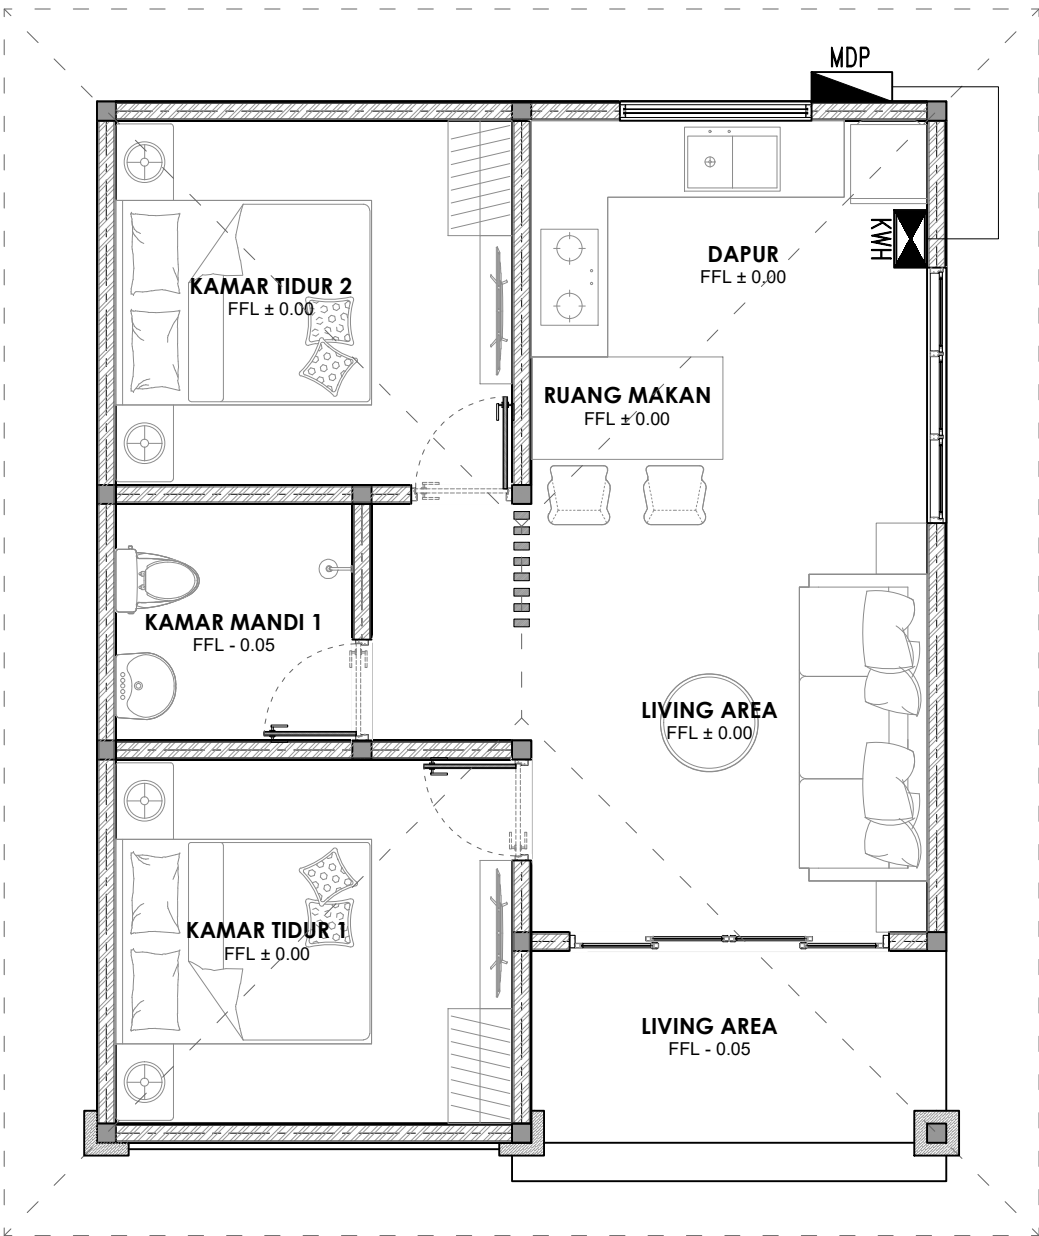 MDP
KWH
DAPUR
FFL ± 0.00
KAMAR TIDUR 2
FFL ± 0.00
RUANG MAKAN
FFL ± 0.00
KAMAR MANDI 1
FFL - 0.05
LIVING AREA
FFL ± 0.00
KAMAR TIDUR 1
FFL ± 0.00
LIVING AREA
FFL - 0.05